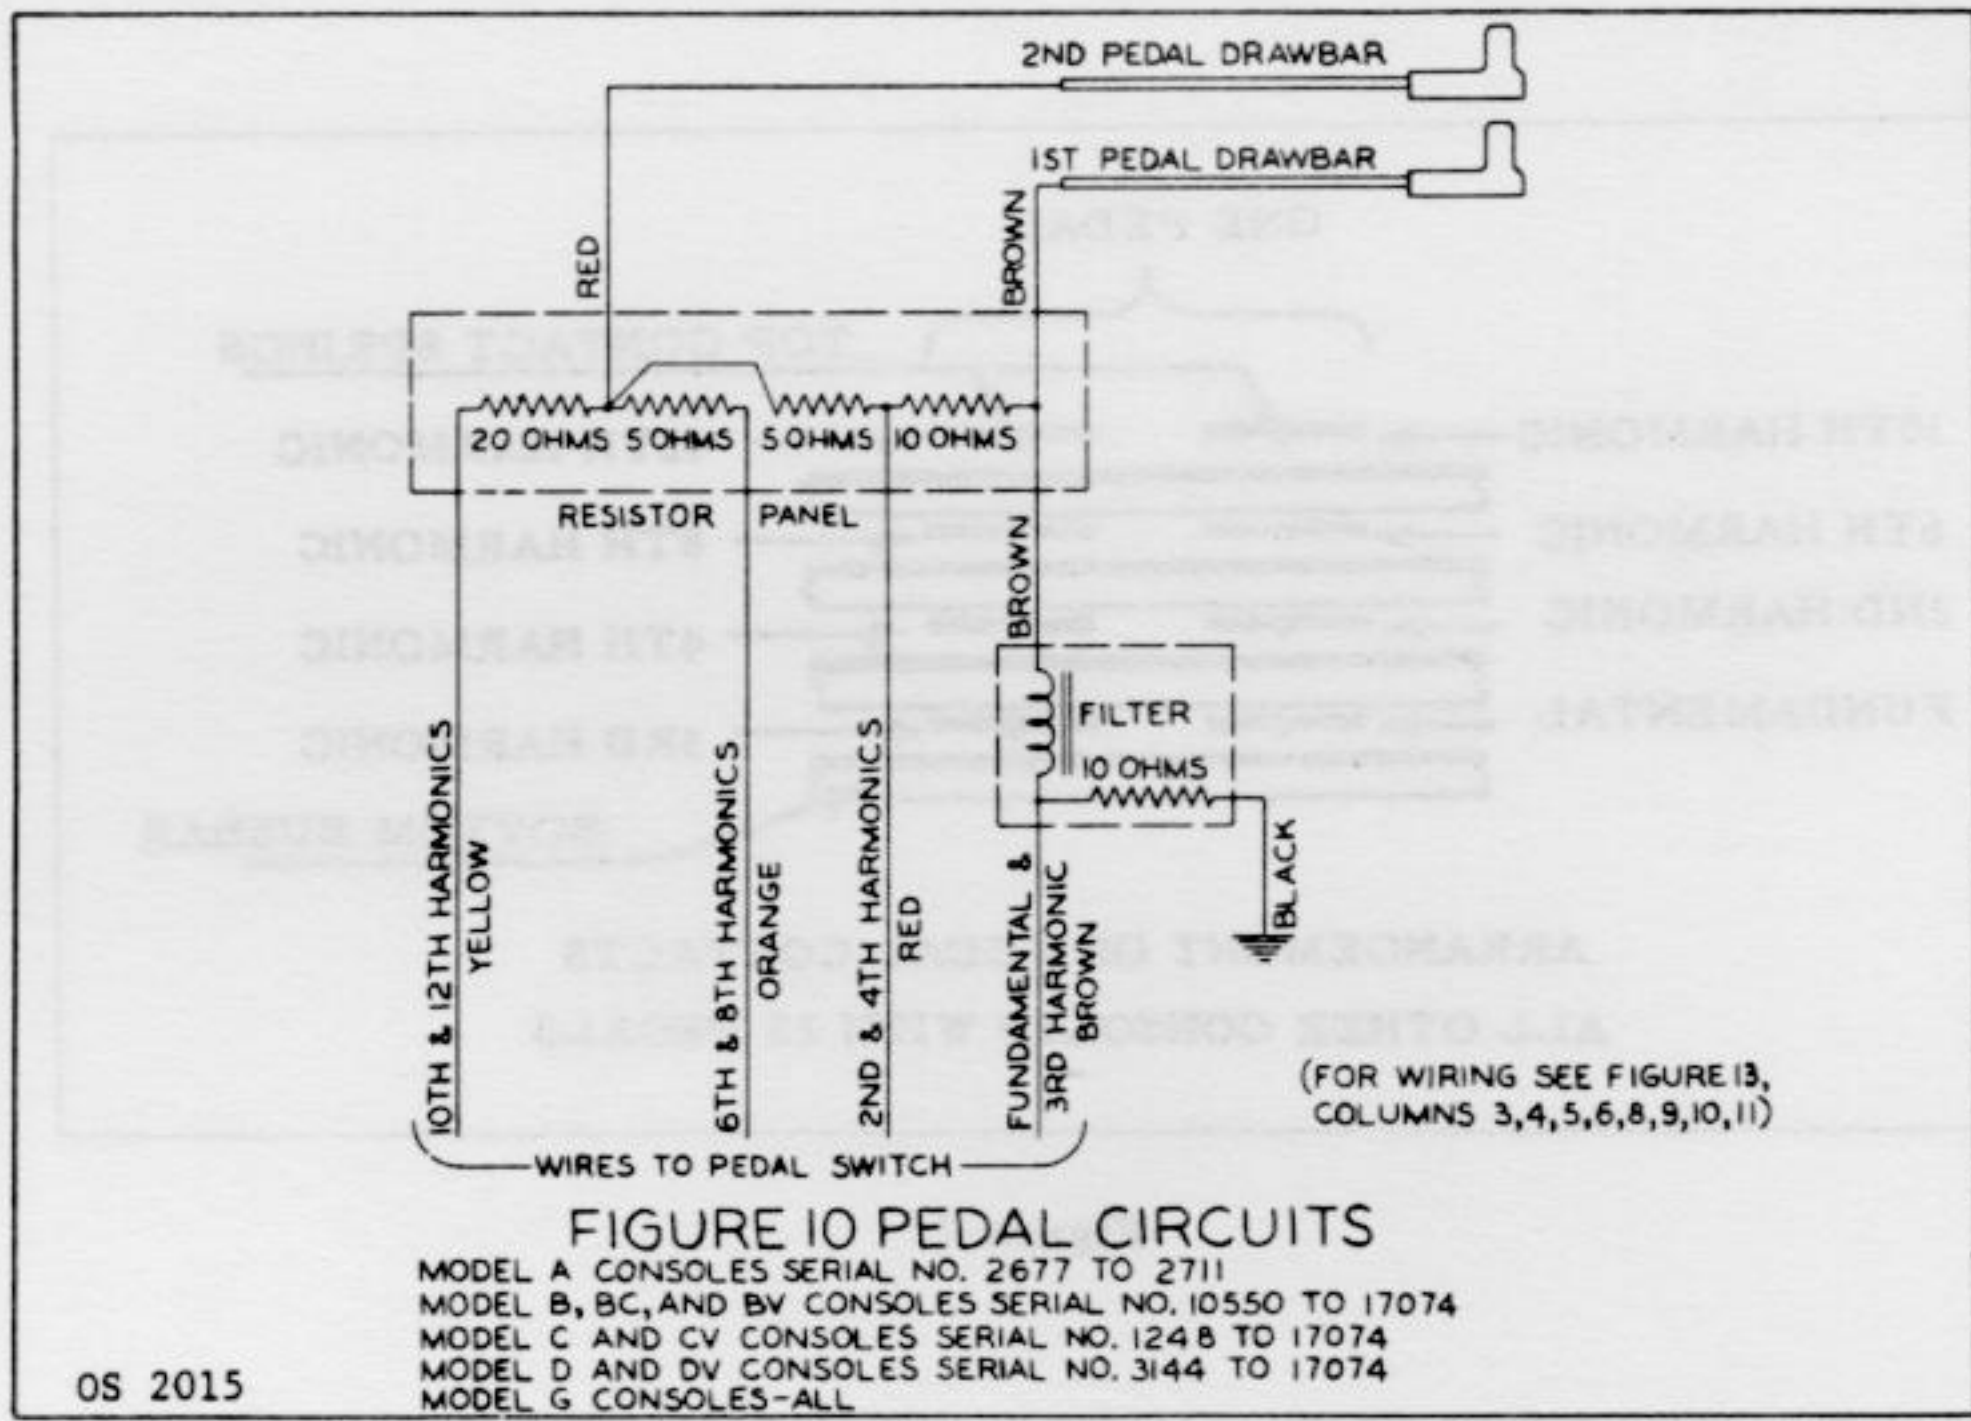 2ND PEDAL DRAWBAR
1ST PEDAL DRAWBAR
RED
BROWN
20 OHMS 5 OHMS 5 OHMS 10 OHMS
RESISTOR PANEL
BROWN
FILTER
10 OHMS
BLACK
10TH & 12TH HARMONICS
YELLOW
6TH & 8TH HARMONICS
ORANGE
2ND & 4TH HARMONICS
RED
FUNDAMENTAL &
3RD HARMONIC
BROWN
(FOR WIRING SEE FIGURE 13,
COLUMNS 3,4,5,6,8,9,10,11)
WIRES TO PEDAL SWITCH
FIGURE 10 PEDAL CIRCUITS
MODEL A CONSOLES SERIAL NO. 2677 TO 2711
MODEL B, BC, AND BV CONSOLES SERIAL NO. 10550 TO 17074
MODEL C AND CV CONSOLES SERIAL NO. 1248 TO 17074
MODEL D AND DV CONSOLES SERIAL NO. 3144 TO 17074
MODEL G CONSOLES-ALL
OS 2015